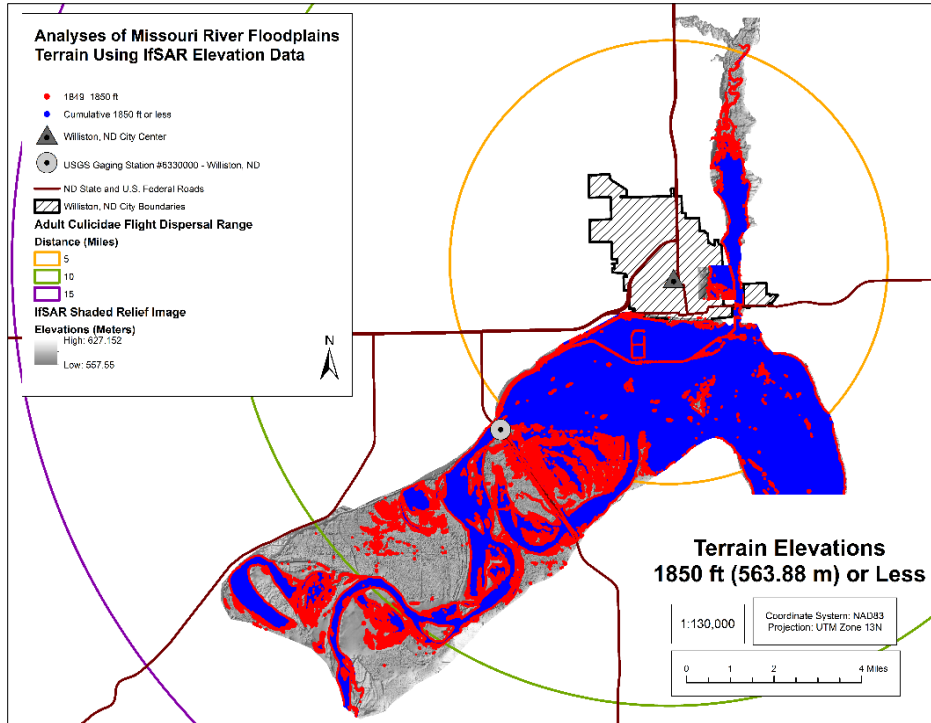 Analyses of Missouri River Floodplains
Terrain Using IfSAR Elevation Data
1849 1850 ft
Cumulative 1850 ft or less
Williston, ND City Center
USGS Gaging Station #6330000 - Williston, ND
ND State and U.S. Federal Roads
Williston, ND City Boundaries
Adult Culicidae Flight Dispersal Range
Distance (Miles)
5
10
15
IfSAR Shaded Relief Image
Elevations (Meters)
High: 627.152
Low: 557.55
N
Terrain Elevations
1850 ft (563.88 m) or Less
1:130,000
Coordinate System: NAD83
Projection: UTM Zone 13N
0 1 2 4 Miles